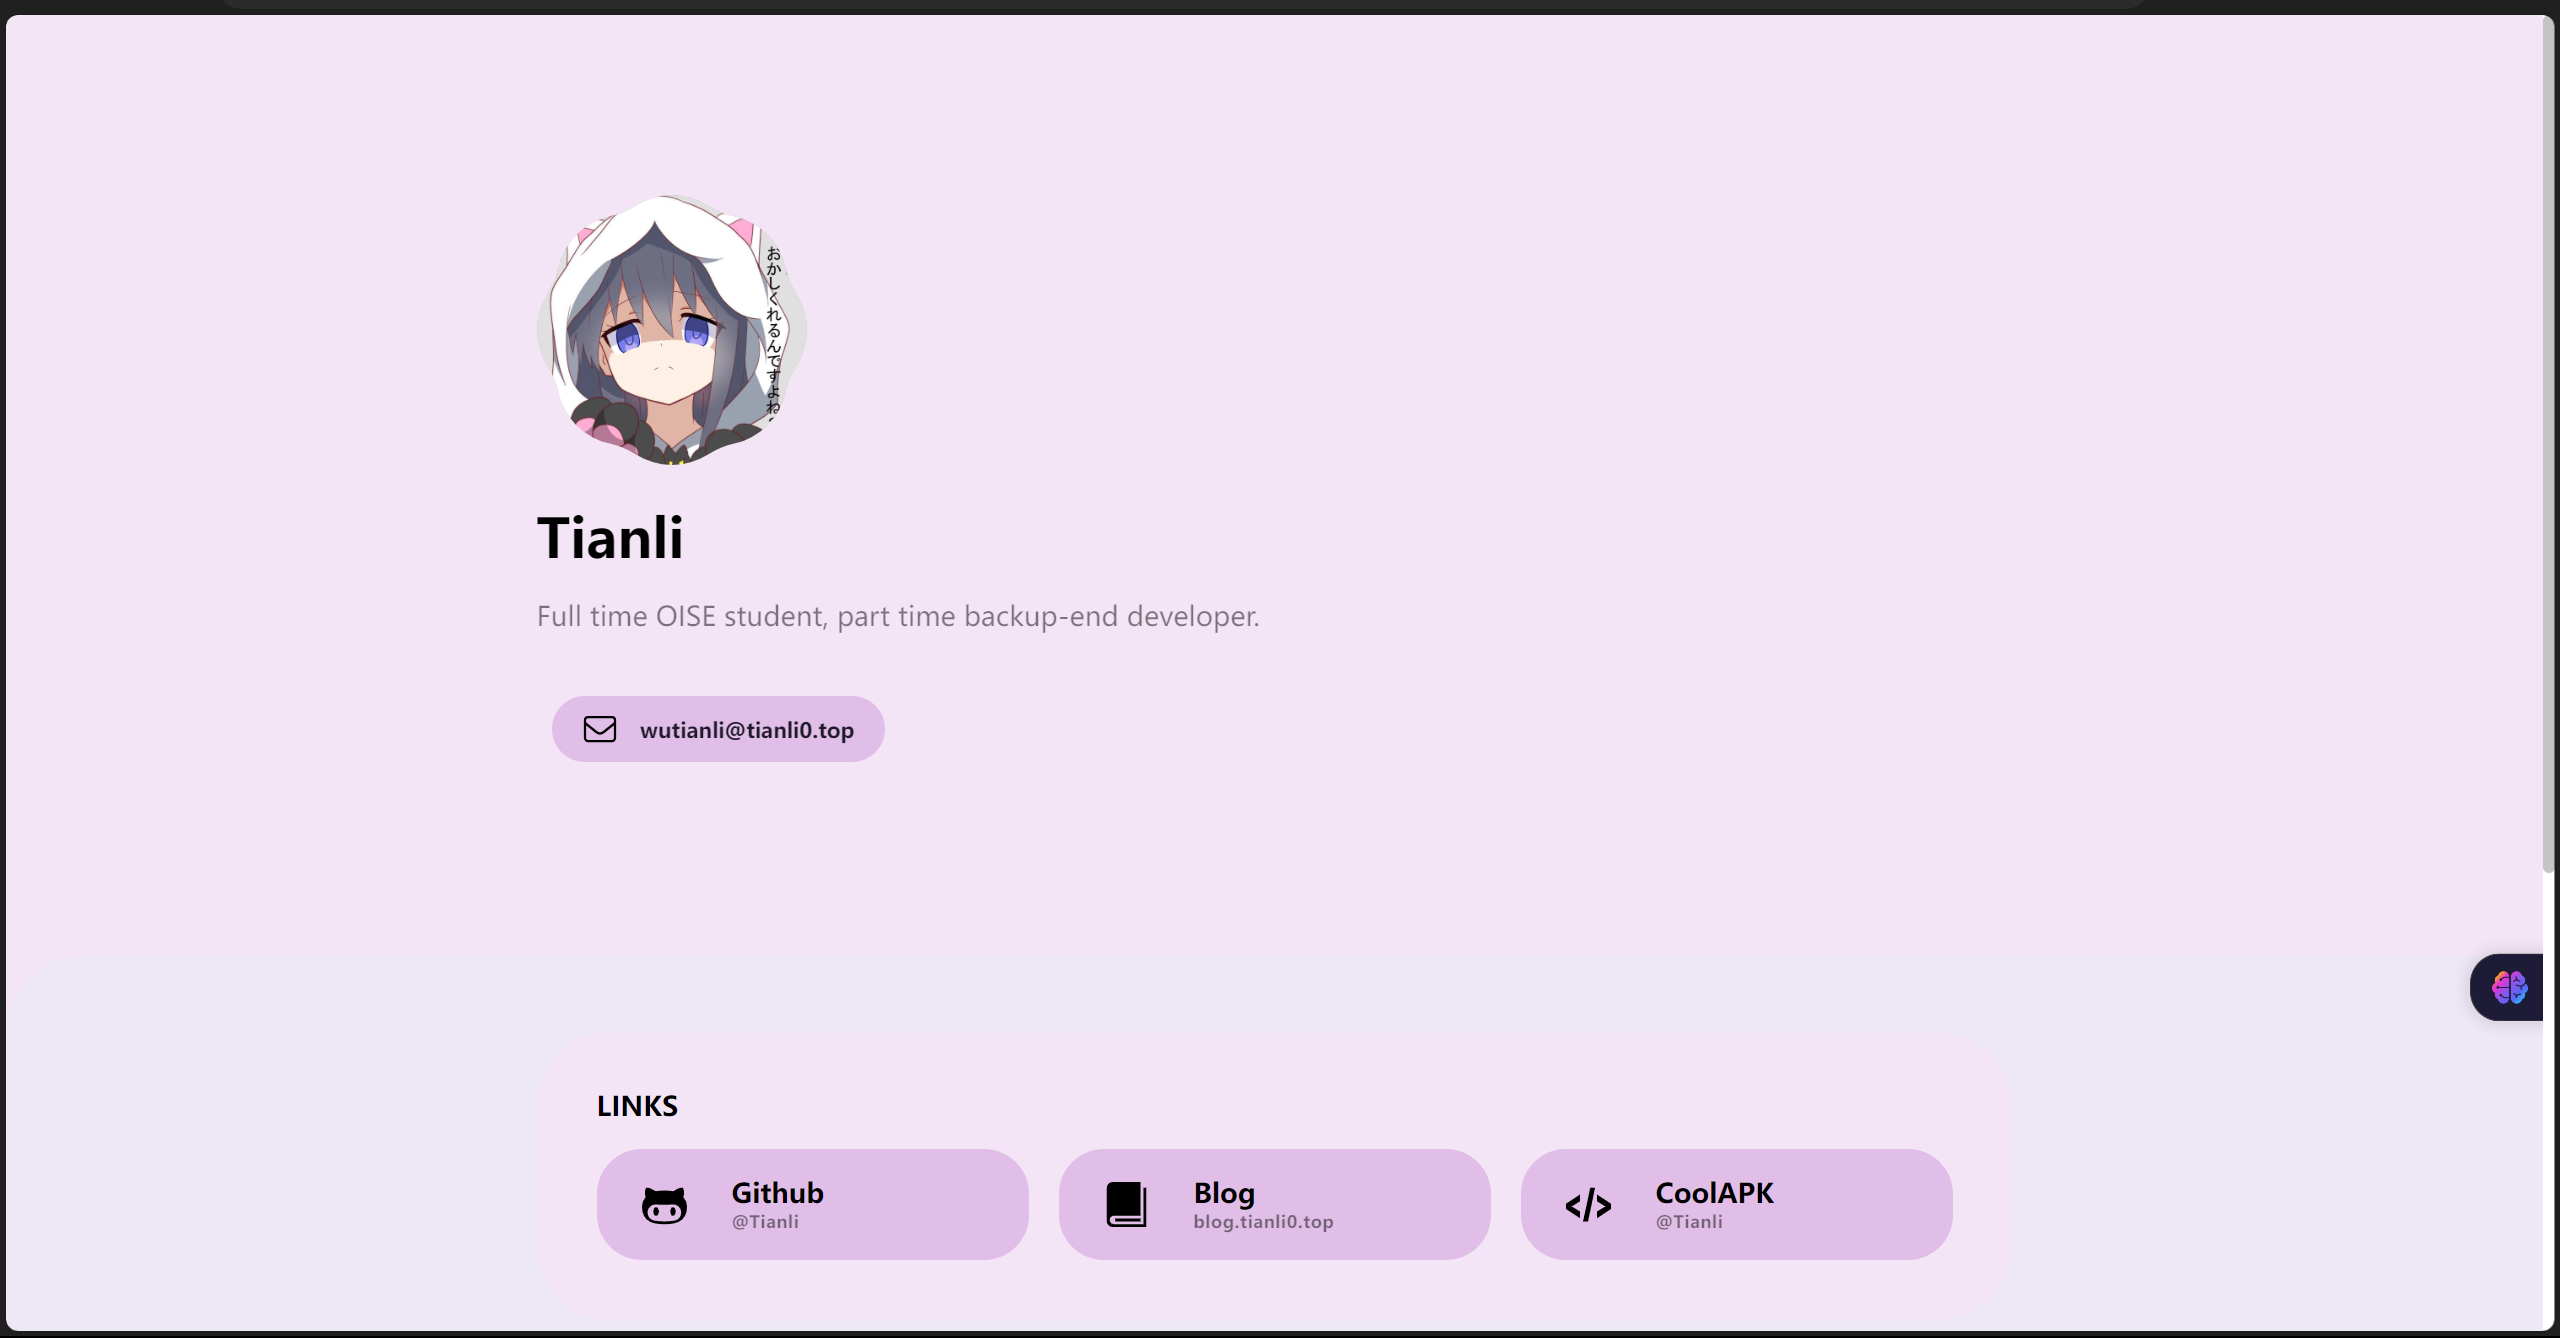 おかしくれるんですよね
Tianli
Full time OISE student, part time backup-end developer.
wutianli@tianli0.top
LINKS
Github
@Tianli
Blog
blog.tianli0.top
CoolAPK
@Tianli